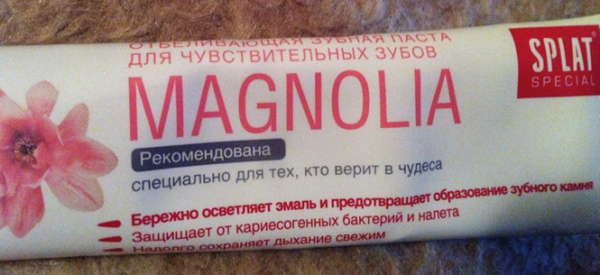 ОТБЕЛИВАЮЩАЯ ЗУБНАЯ ПАСТА
ДЛЯ ЧУВСТВИТЕЛЬНЫХ ЗУБОВ
MAGNOLIA
SPLAT
SPECIAL
Рекомендована
специально для тех, кто верит в чудеса
Бережно осветляет эмаль и предотвращает образование зубного камня
Защищает от кариесогенных бактерий и налета
Надолго сохраняет дыхание свежим